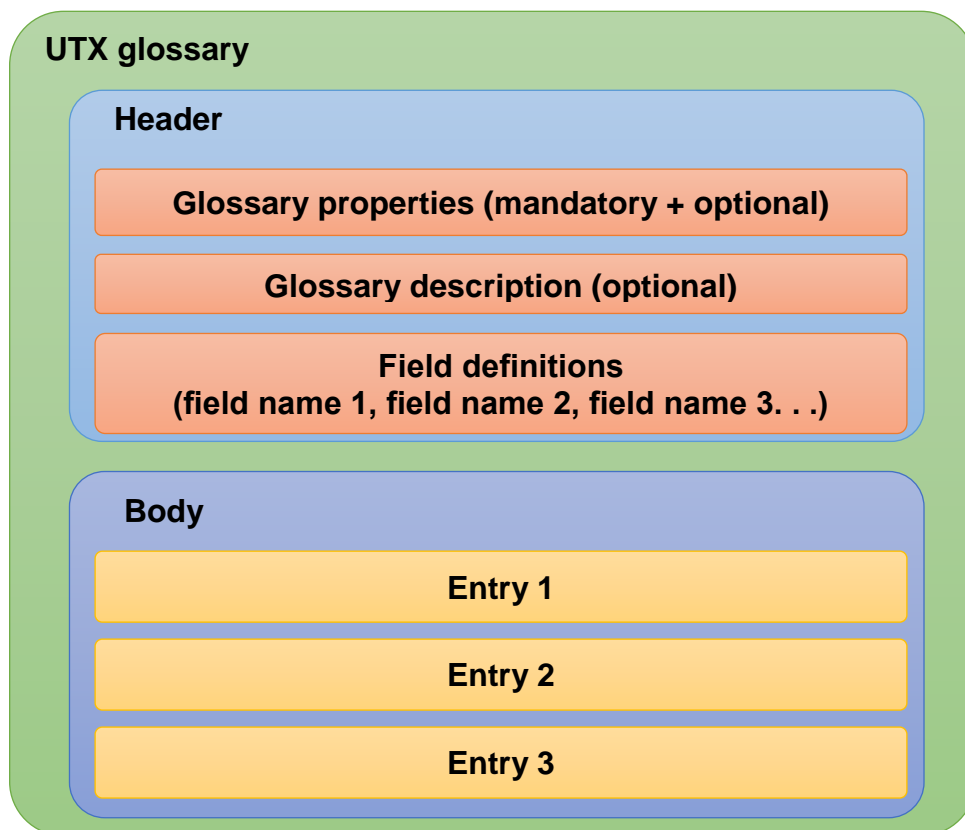 UTX glossary
Header
Glossary properties (mandatory + optional)
Glossary description (optional)
Field definitions
(field name 1, field name 2, field name 3. . .)
Body
Entry 1
Entry 2
Entry 3